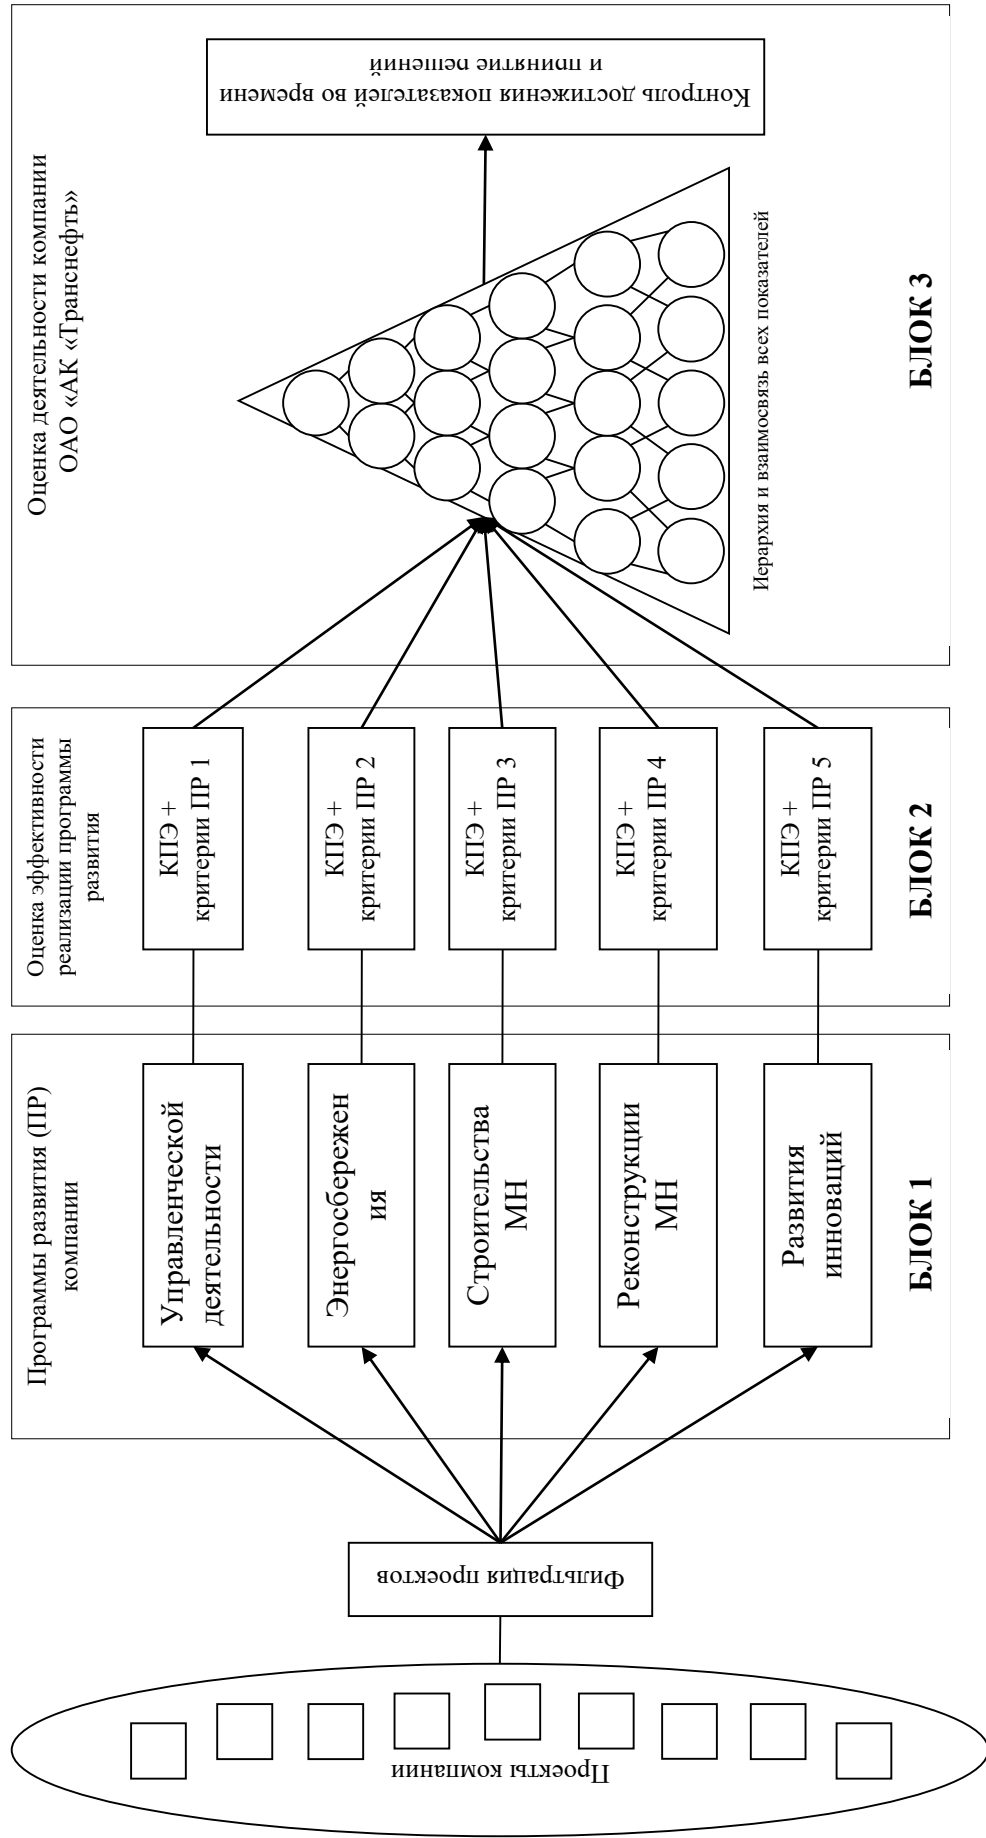 Проекты компании
Фильтрация проектов
Программы развития (ПР)
компании
Управленческой
деятельности
Энергосбережен
ия
Строительства
МН
Реконструкции
МН
Развития
инноваций
БЛОК 1
Оценка эффективности
реализации программы
развития
КПЭ +
критерии ПР 1
КПЭ +
критерии ПР 2
КПЭ +
критерии ПР 3
КПЭ +
критерии ПР 4
КПЭ +
критерии ПР 5
БЛОК 2
Оценка деятельности компании
ОАО «АК «Транснефть»
Контроль достижения показателей во времени
и принятие решений
Иерархия и взаимосвязь всех показателей
БЛОК 3